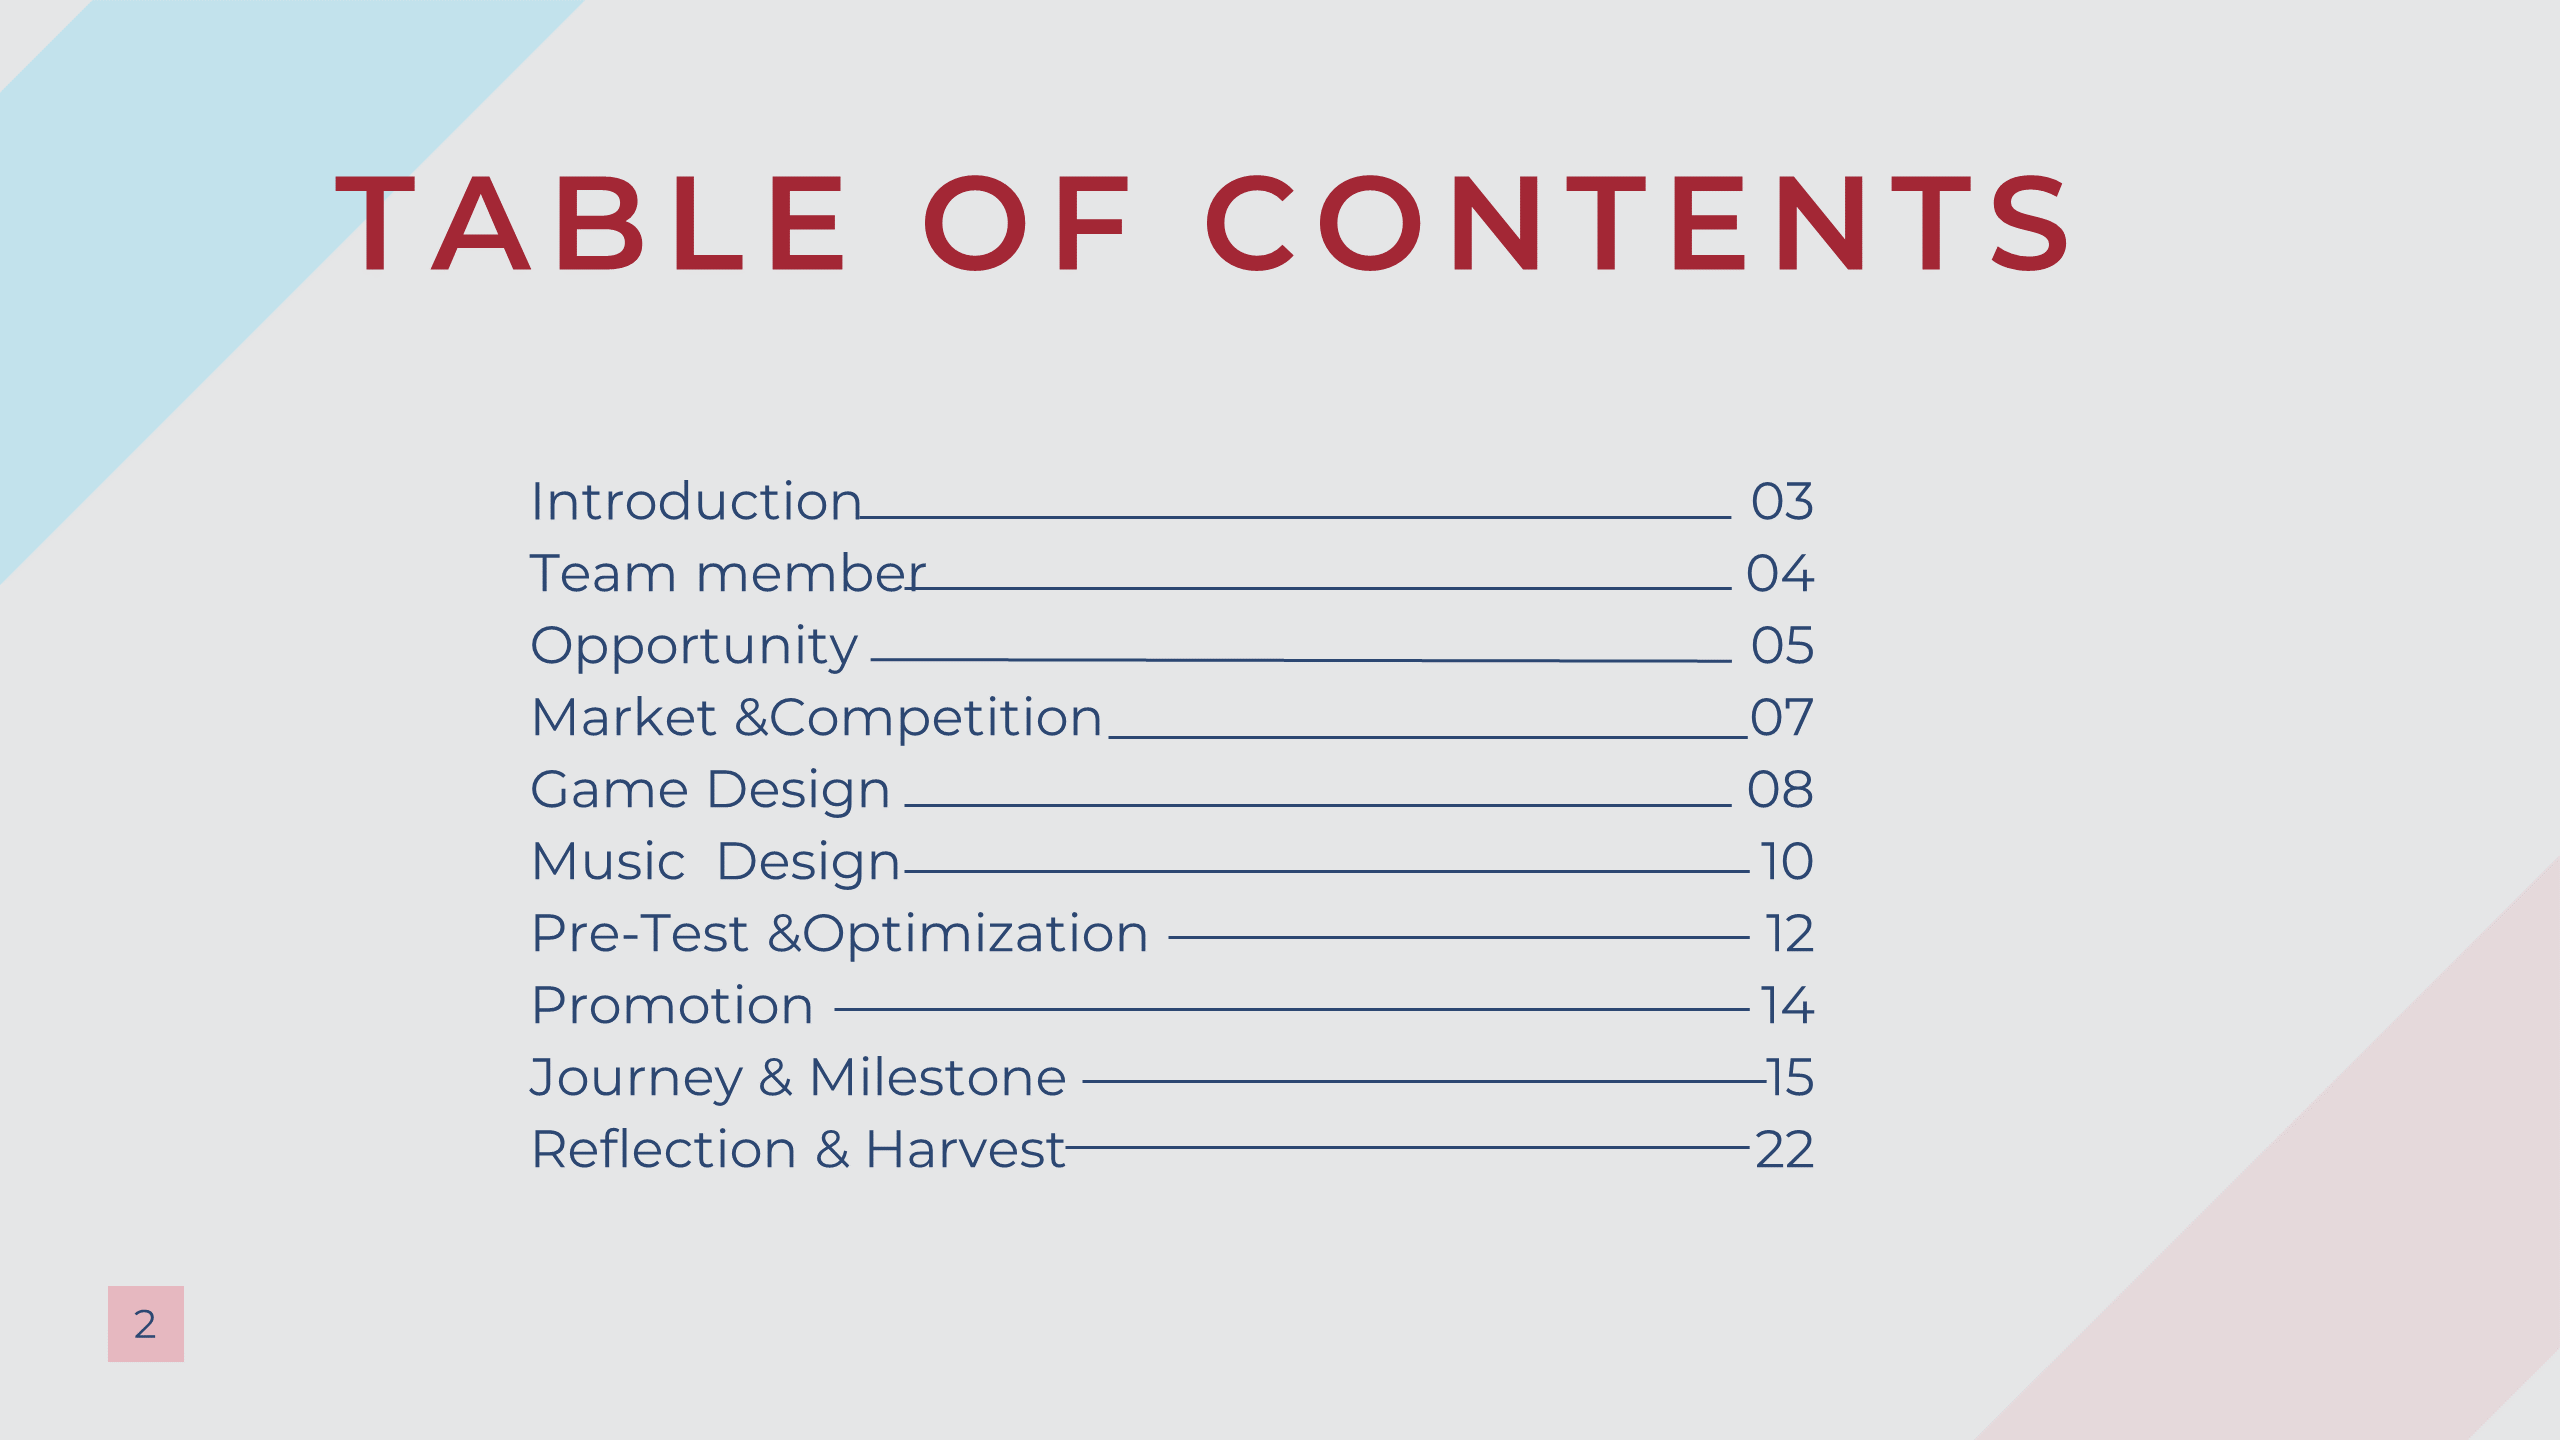 TABLE OF CONTENTS
Introduction 03
Team member 04
Opportunity 05
Market &Competition 07
Game Design 08
Music  Design 10
Pre-Test &Optimization 12
Promotion 14
Journey & Milestone 15
Reflection & Harvest 22
2